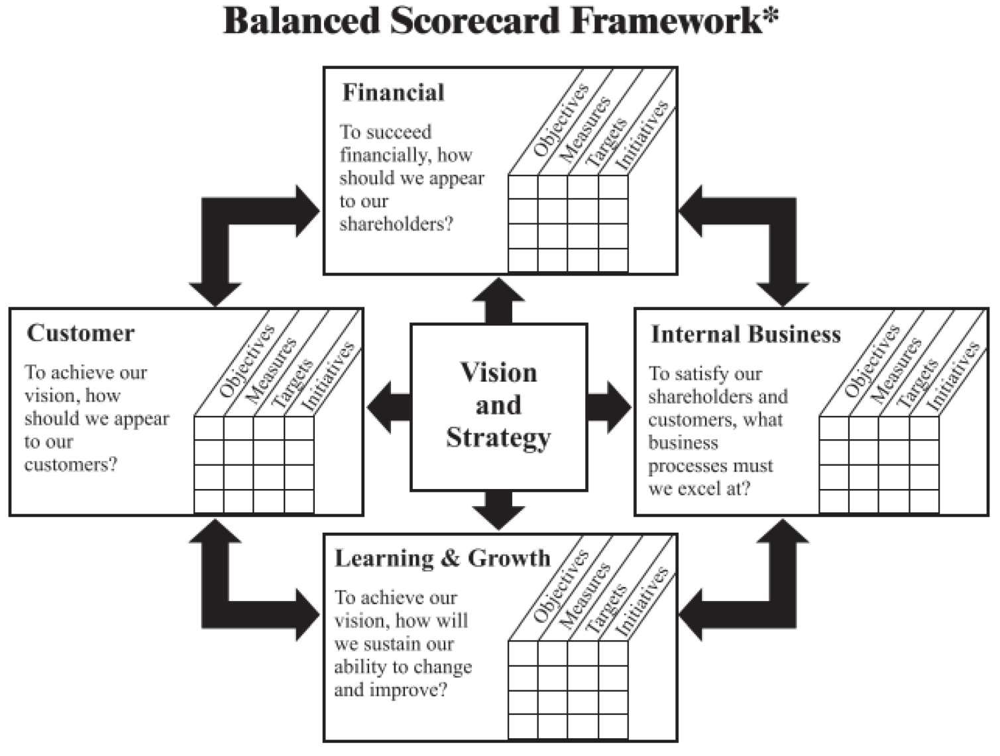 Balanced Scorecard Framework*
Financial
To succeed
financially, how
should we appear
to our
shareholders?
Objectives
Measures
Targets
Initiatives
Customer
To achieve our
vision, how
should we appear
to our
customers?
Objectives
Measures
Targets
Initiatives
Vision
and
Strategy
Internal Business
To satisfy our
shareholders and
customers, what
business
processes must
we excel at?
Objectives
Measures
Targets
Initiatives
Learning & Growth
To achieve our
vision, how will
we sustain our
ability to change
and improve?
Objectives
Measures
Targets
Initiatives